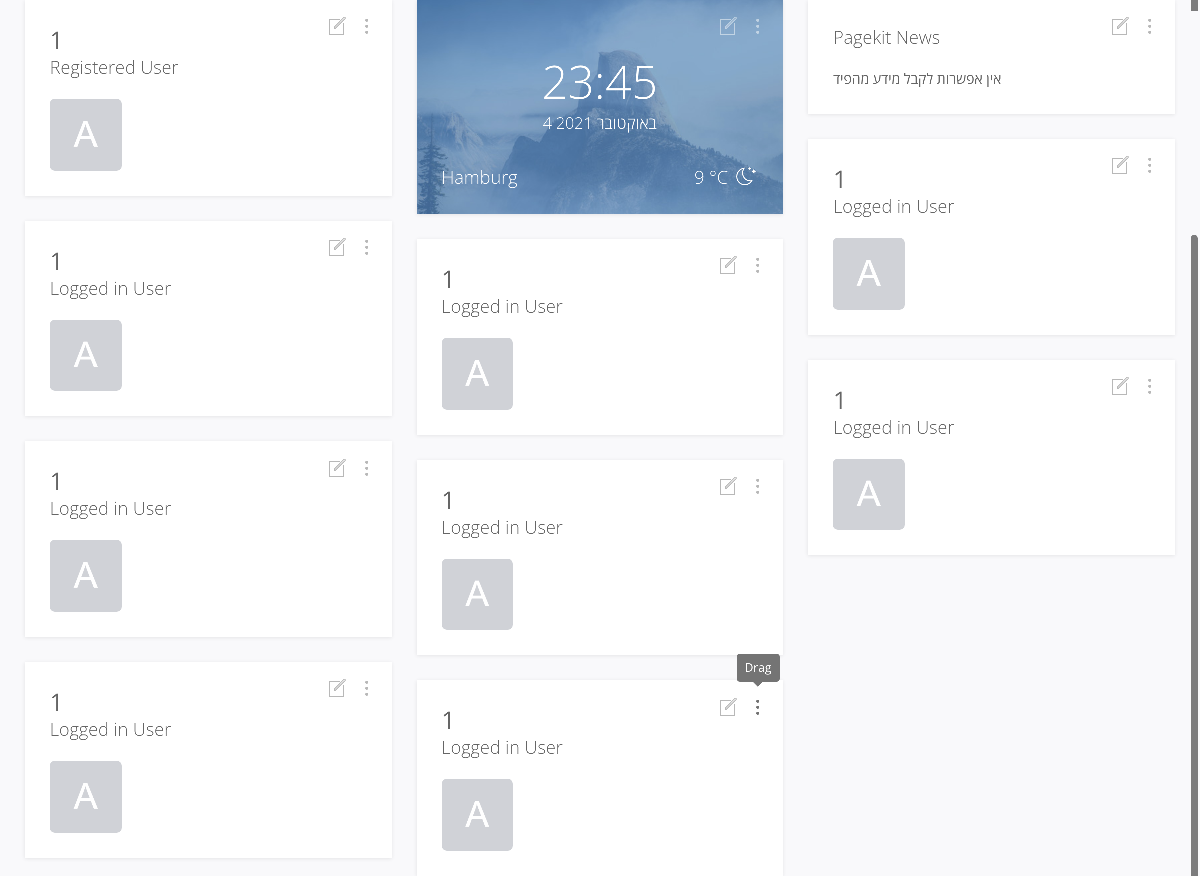 1
Registered User
A
1
Logged in User
A
1
Logged in User
A
1
Logged in User
A
23:45
4 באוקטובר 2021
Hamburg
9 °C
1
Logged in User
A
1
Logged in User
A
Drag
1
Logged in User
A
Pagekit News
אין אפשרות לקבל מידע מהפיד
1
Logged in User
A
1
Logged in User
A